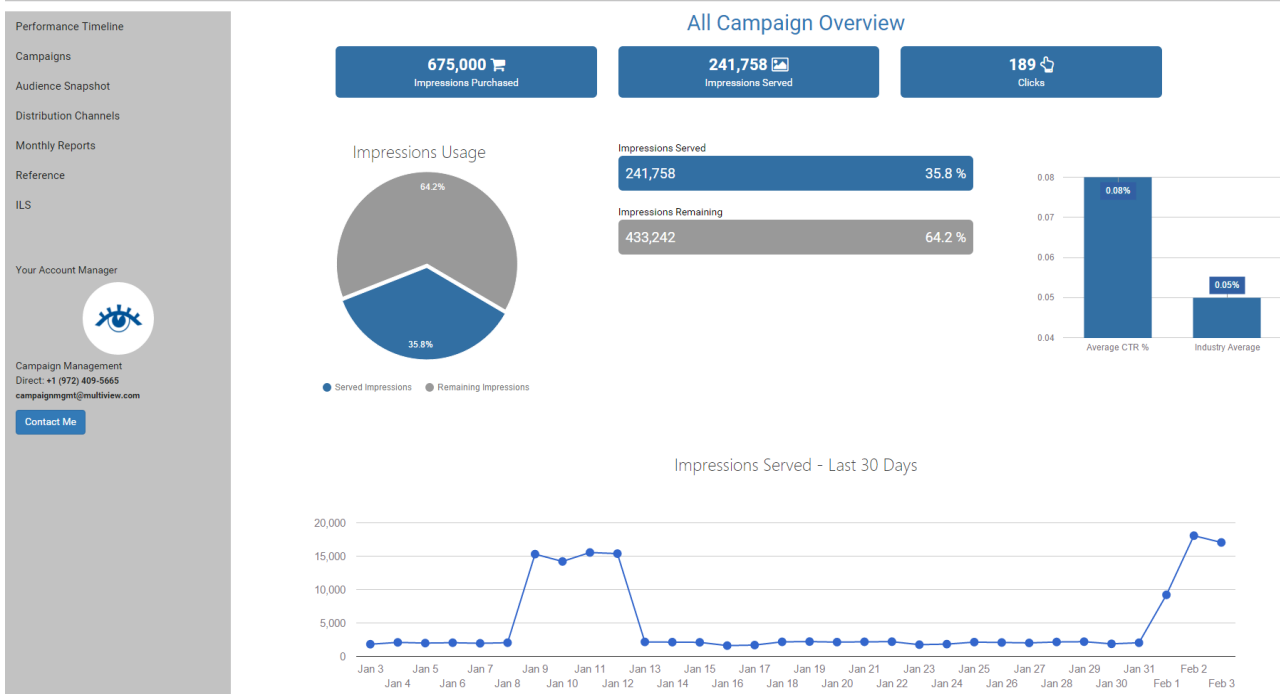 Performance Timeline
Campaigns
Audience Snapshot
Distribution Channels
Monthly Reports
Reference
ILS
Your Account Manager
Campaign Management
Direct: +1 (972) 409-5665
campaignmgmt@multiview.com
Contact Me
All Campaign Overview
675,000
Impressions Purchased
241,758
Impressions Served
189
Clicks
Impressions Usage
64.2%
35.8%
Served Impressions
Remaining Impressions
Impressions Served
241,758 35.8 %
Impressions Remaining
433,242 64.2 %
0.08
0.07
0.06
0.05
0.04
0.08%
0.05%
Average CTR %
Industry Average
Impressions Served - Last 30 Days
20,000
15,000
10,000
5,000
0
Jan 3 Jan 5 Jan 7 Jan 9 Jan 11 Jan 13 Jan 15 Jan 17 Jan 19 Jan 21 Jan 23 Jan 25 Jan 27 Jan 29 Jan 31 Feb 2
Jan 4 Jan 6 Jan 8 Jan 10 Jan 12 Jan 14 Jan 16 Jan 18 Jan 20 Jan 22 Jan 24 Jan 26 Jan 28 Jan 30 Feb 1 Feb 3